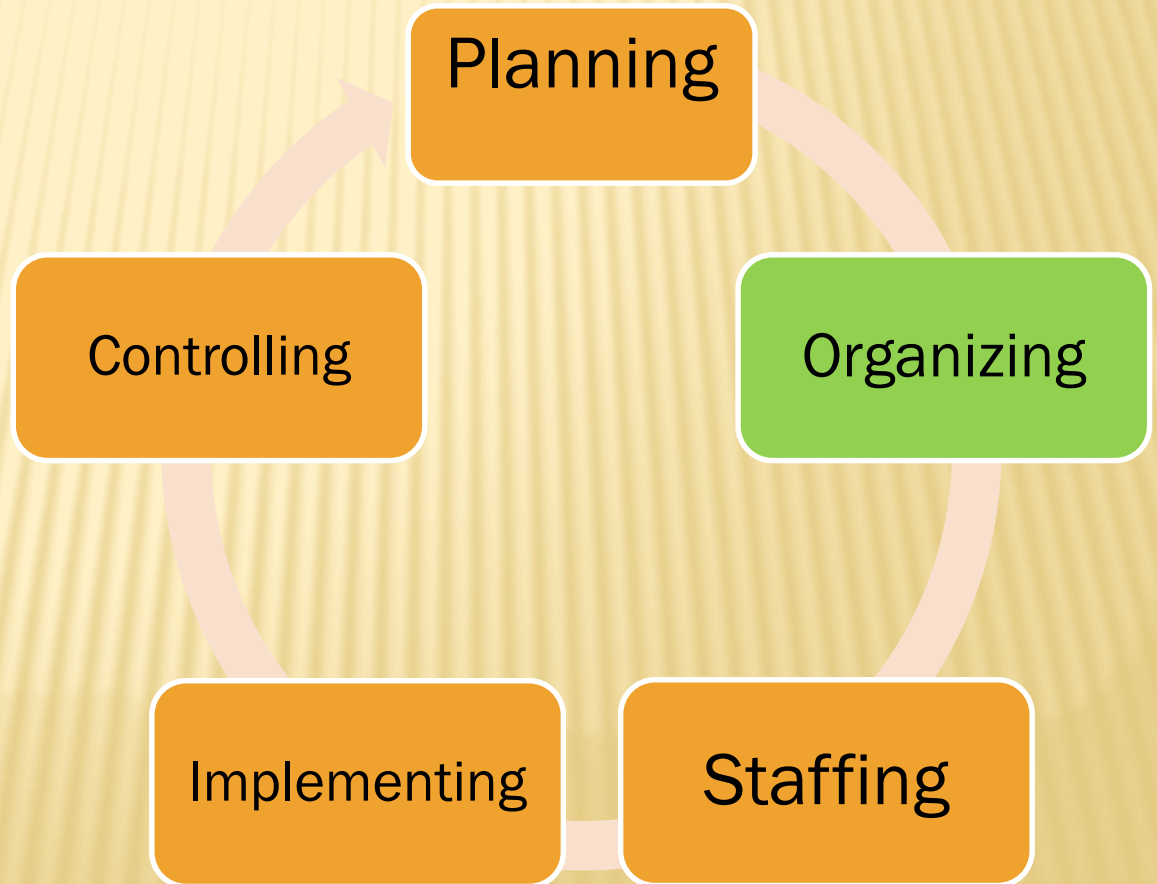 Planning
Organizing
Staffing
Implementing
Controlling